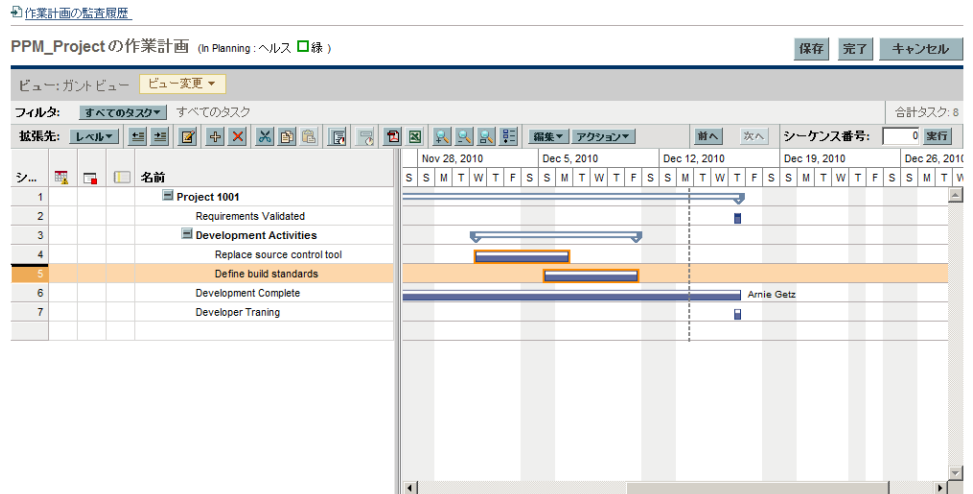 作業計画の監査履歴
PPM_Projectの作業計画 (In Planning : ヘルス 緑 )
保存 完了 キャンセル
ビュー: ガントビュー ビュー変更
フィルタ: すべてのタスク すべてのタスク 合計タスク: 8
拡張先: レベル 編集 アクション 前へ 次へ シーケンス番号: 0 実行
Nov 28, 2010 Dec 5, 2010 Dec 12, 2010 Dec 19, 2010 Dec 26, 2010
シ... 名前 S S M T W T F S S M T W T F S S M T W T F S S M T W T F S S M T W
1 Project 1001
2 Requirements Validated
3 Development Activities
4 Replace source control tool
5 Define build standards
6 Development Complete Arnie Getz
7 Developer Traning